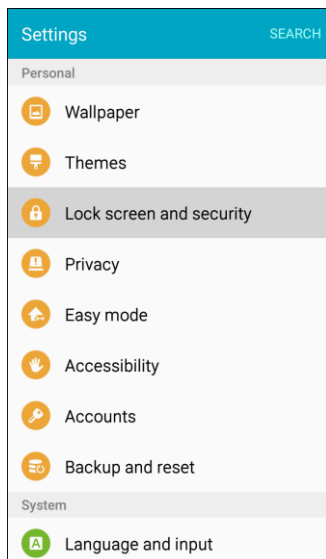 Settings SEARCH
Personal
Wallpaper
Themes
Lock screen and security
Privacy
Easy mode
Accessibility
Accounts
Backup and reset
System
A Language and input